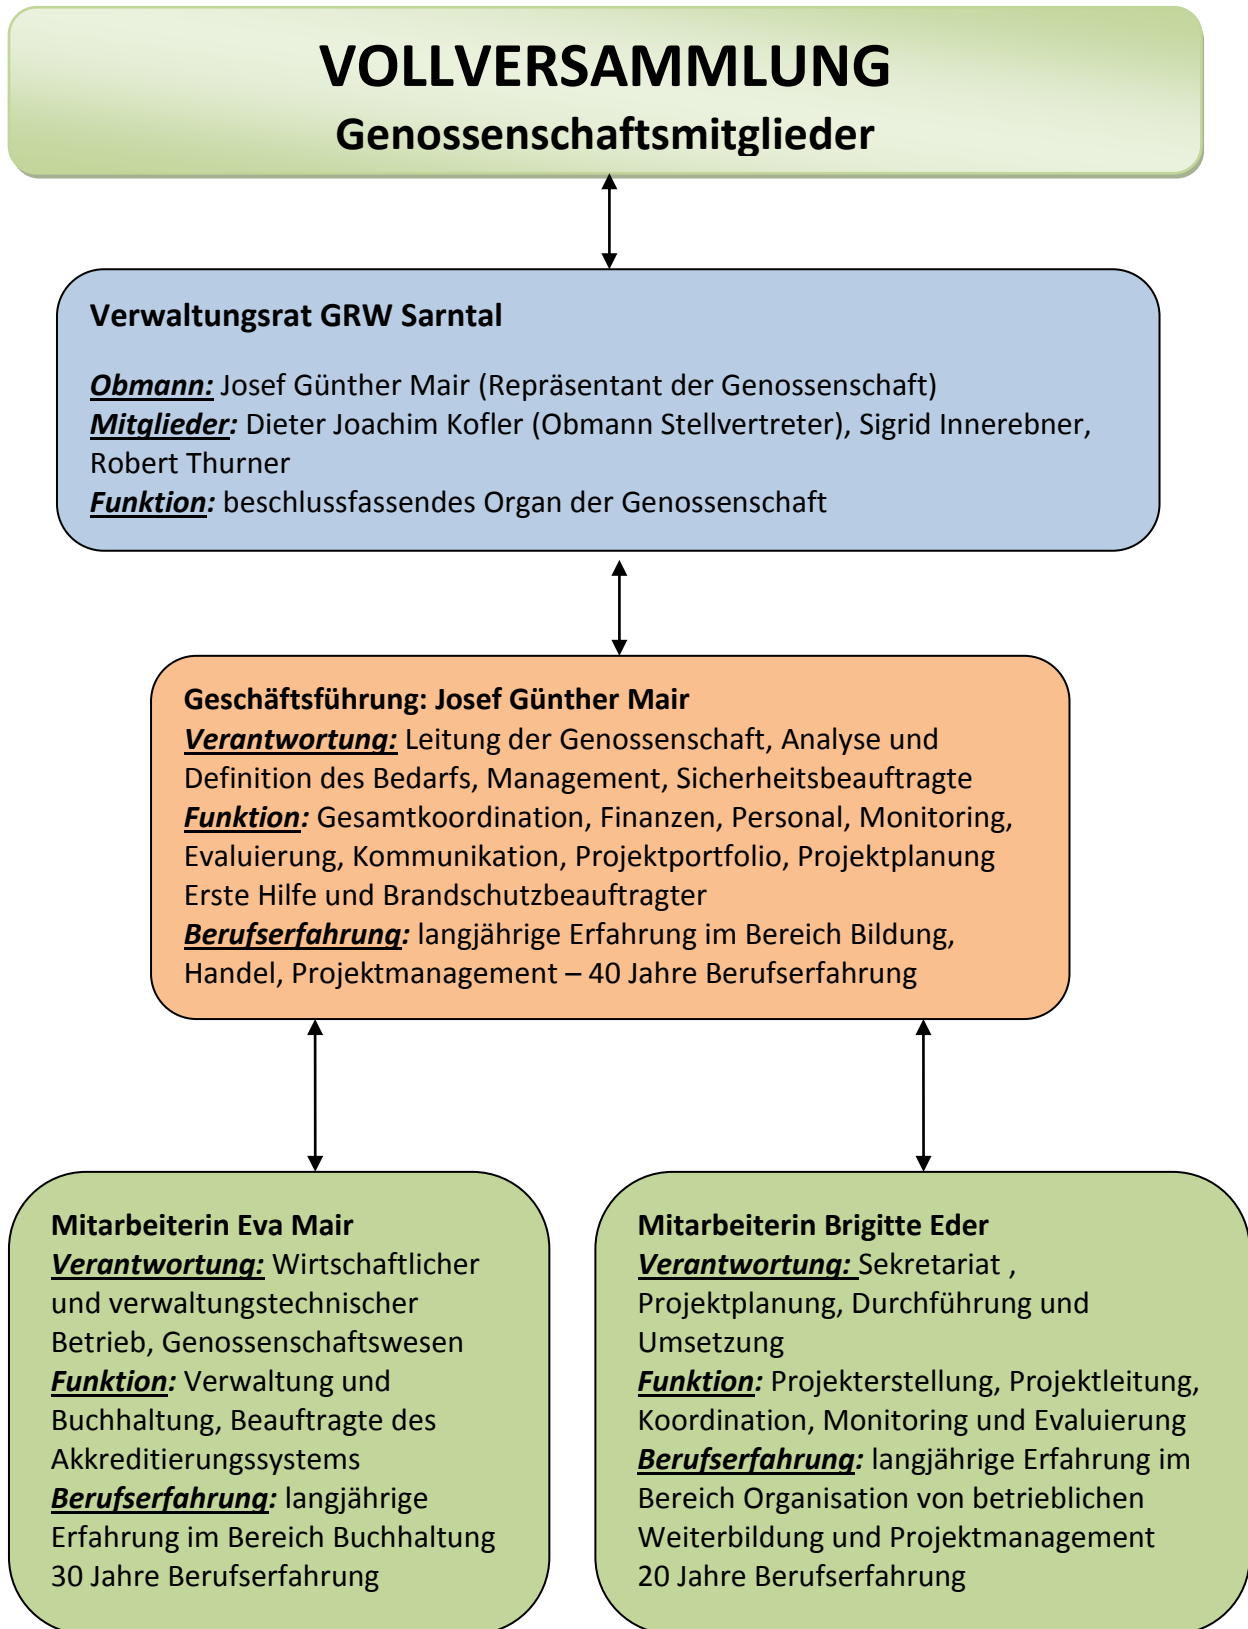 VOLLVERSAMMLUNG
Genossenschaftsmitglieder
Verwaltungsrat GRW Sarntal
Obmann: Josef Günther Mair (Repräsentant der Genossenschaft)
Mitglieder: Dieter Joachim Kofler (Obmann Stellvertreter), Sigrid Innerebner,
Robert Thurner
Funktion: beschlussfassendes Organ der Genossenschaft
Geschäftsführung: Josef Günther Mair
Verantwortung: Leitung der Genossenschaft, Analyse und
Definition des Bedarfs, Management, Sicherheitsbeauftragte
Funktion: Gesamtkoordination, Finanzen, Personal, Monitoring,
Evaluierung, Kommunikation, Projektportfolio, Projektplanung
Erste Hilfe und Brandschutzbeauftragter
Berufserfahrung: langjährige Erfahrung im Bereich Bildung,
Handel, Projektmanagement – 40 Jahre Berufserfahrung
Mitarbeiterin Eva Mair
Verantwortung: Wirtschaftlicher
und verwaltungstechnischer
Betrieb, Genossenschaftswesen
Funktion: Verwaltung und
Buchhaltung, Beauftragte des
Akkreditierungssystems
Berufserfahrung: langjährige
Erfahrung im Bereich Buchhaltung
30 Jahre Berufserfahrung
Mitarbeiterin Brigitte Eder
Verantwortung: Sekretariat ,
Projektplanung, Durchführung und
Umsetzung
Funktion: Projekterstellung, Projektleitung,
Koordination, Monitoring und Evaluierung
Berufserfahrung: langjährige Erfahrung im
Bereich Organisation von betrieblichen
Weiterbildung und Projektmanagement
20 Jahre Berufserfahrung